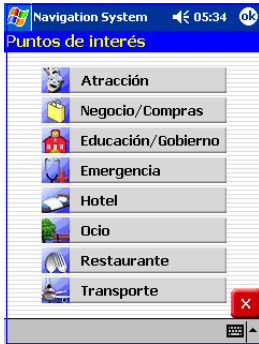 Navigation System 05:34 ok
Puntos de interés
Atracción
Negocio/Compras
Educación/Gobierno
Emergencia
Hotel
Ocio
Restaurante
Transporte